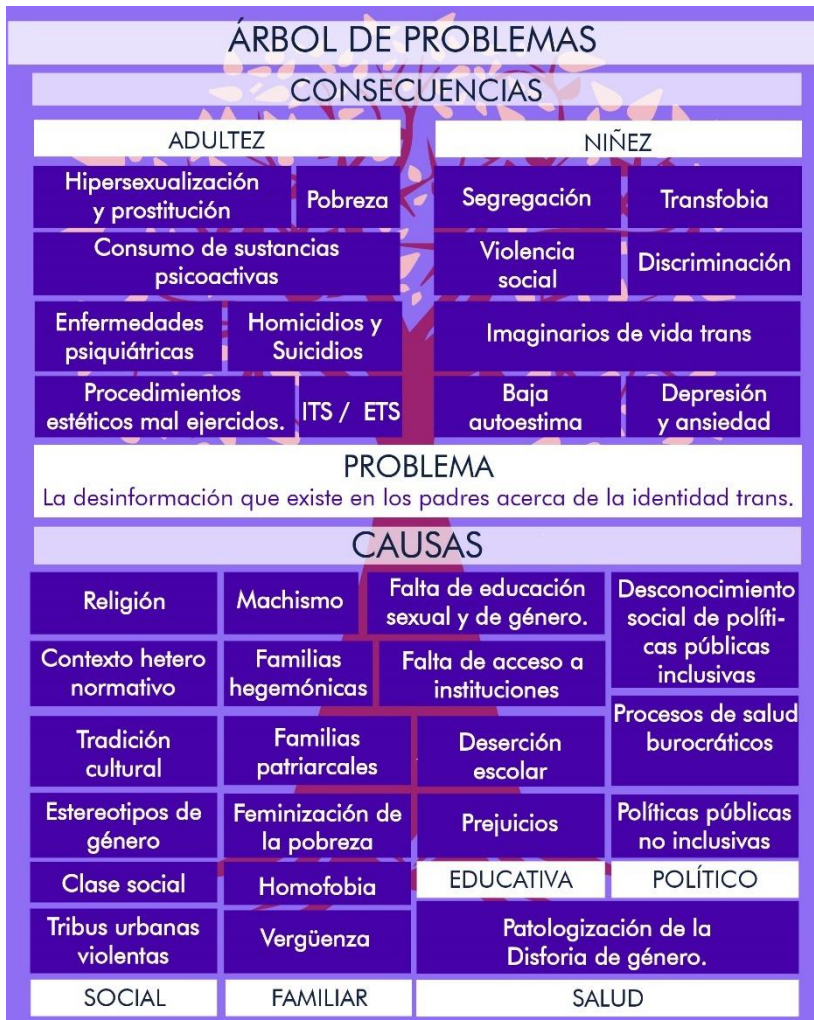 ÁRBOL DE PROBLEMAS
CONSECUENCIAS
ADULTEZ
Hipersexualización
y prostitución
Pobreza
Consumo de sustancias
psicoactivas
Enfermedades
psiquiátricas
Homicidios y
Suicidios
Procedimientos
estéticos mal ejercidos.
ITS / ETS
NIÑEZ
Segregación
Transfobia
Violencia
social
Discriminación
Imaginarios de vida trans
Baja
autoestima
Depresión
y ansiedad
PROBLEMA
La desinformación que existe en los padres acerca de la identidad trans.
CAUSAS
Religión
Contexto hetero
normativo
Tradición
cultural
Estereotipos de
género
Clase social
Tribus urbanas
violentas
SOCIAL
Machismo
Familias
hegemónicas
Familias
patriarcales
Feminización de
la pobreza
Homofobia
Vergüenza
FAMILIAR
Falta de educación
sexual y de género.
Falta de acceso a
instituciones
Deserción
escolar
Prejuicios
EDUCATIVA
Desconocimiento
social de políti-
cas públicas
inclusivas
Procesos de salud
burocráticos
Políticas públicas
no inclusivas
POLÍTICO
Patologización de la
Disforia de género.
SALUD